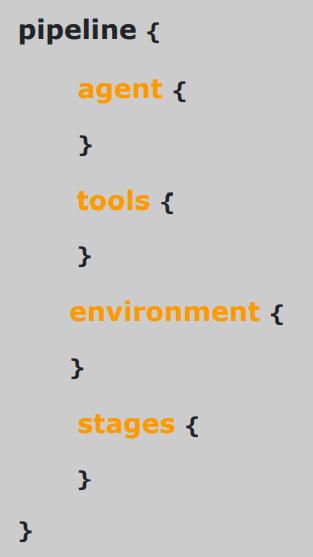 pipeline {
agent {
}
tools {
}
environment {
}
stages {
}
}